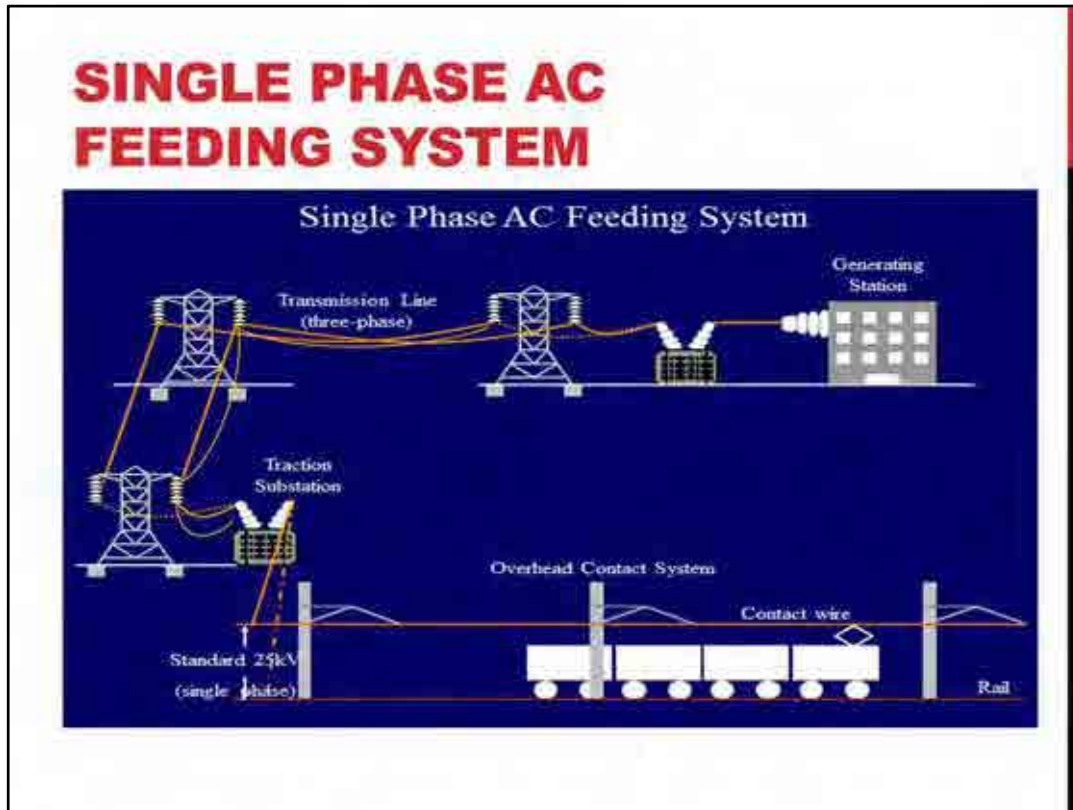 SINGLE PHASE AC
FEEDING SYSTEM
Single Phase AC Feeding System
Generating
Station
Transmission Line
(three-phase)
Traction
Substation
Overhead Contact System
Contact wire
Standard 25kV
(single phase)
Rail